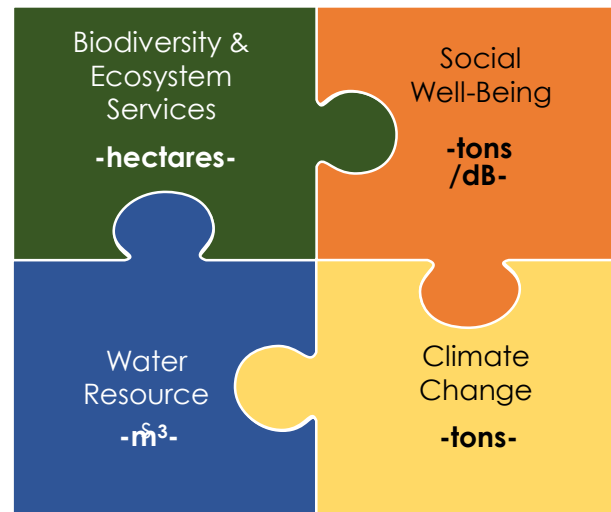 Biodiversity &
Ecosystem
Services
-hectares-
Social
Well-Being
-tons
/dB-
Water
Resource
s
-m³-
Climate
Change
-tons-